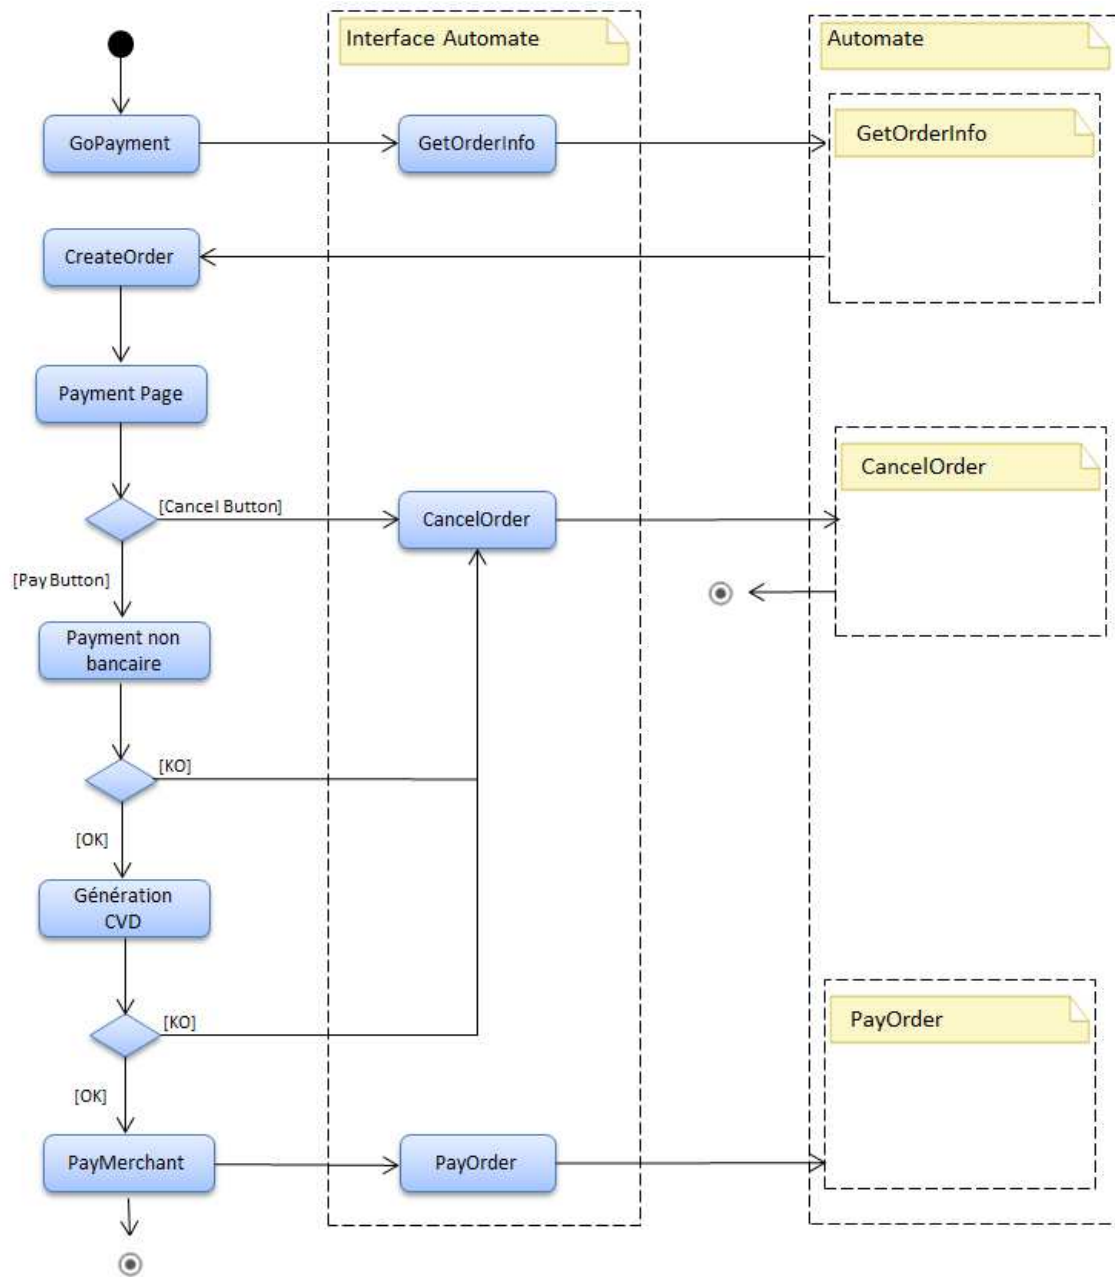 Interface Automate
Automate
GoPayment
GetOrderInfo
GetOrderInfo
CreateOrder
Payment Page
CancelOrder
[Cancel Button]
CancelOrder
[Pay Button]
Payment non
bancaire
[KO]
[OK]
Génération
CVD
[KO]
PayOrder
[OK]
PayMerchant
PayOrder